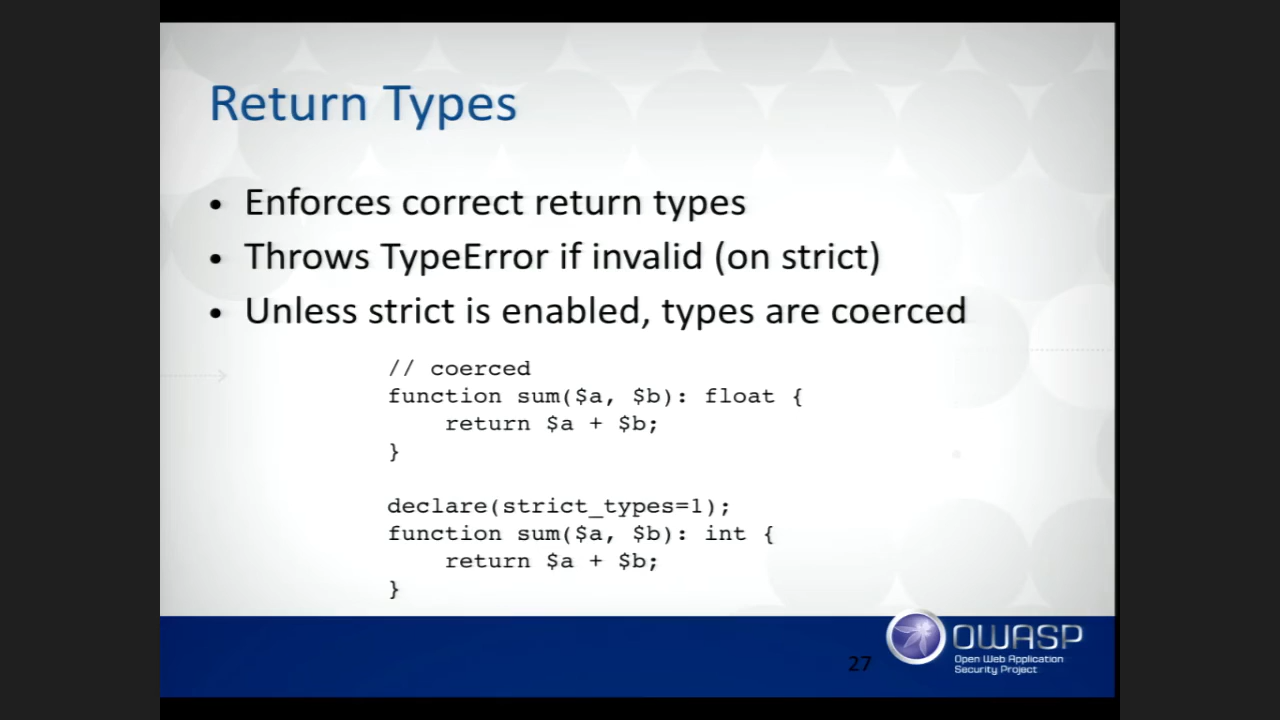 Return Types
• Enforces correct return types
• Throws TypeError if invalid (on strict)
• Unless strict is enabled, types are coerced
// coerced
function sum($a, $b): float {
    return $a + $b;
}
declare(strict_types=1);
function sum($a, $b): int {
    return $a + $b;
}
27
OWASP
Open Web Application
Security Project